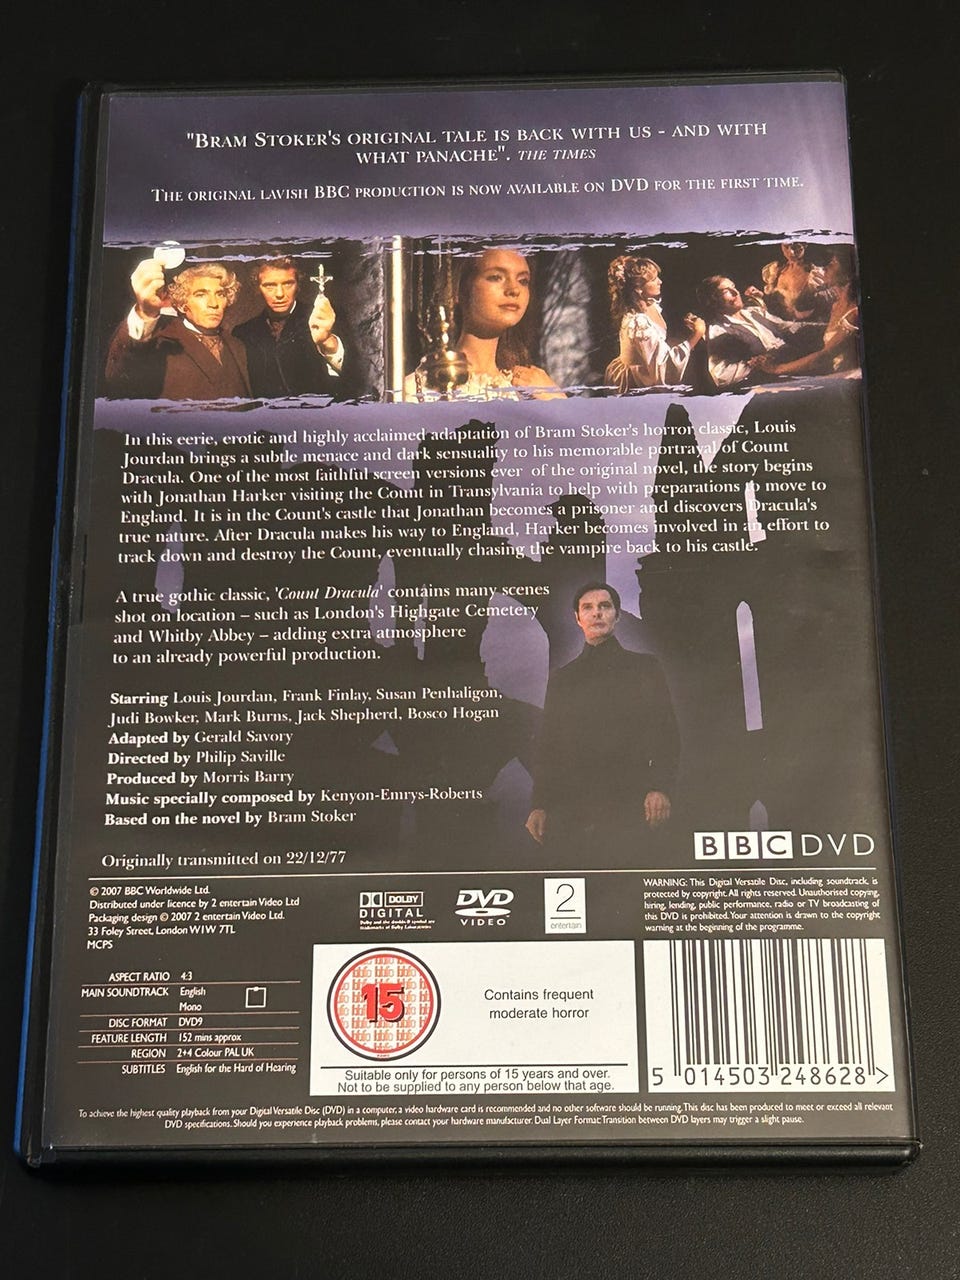 "BRAM STOKER'S ORIGINAL TALE IS BACK WITH US - AND WITH
WHAT PANACHE". THE TIMES
THE ORIGINAL LAVISH BBC PRODUCTION IS NOW AVAILABLE ON DVD FOR THE FIRST TIME.
In this eerie, erotic and highly acclaimed adaptation of Bram Stoker's horror classic, Louis
Jourdan brings a subtle menace and dark sensuality to his memorable portrayal of Count
Dracula. One of the most faithful screen versions ever of the original novel, the story begins
with Jonathan Harker visiting the Count in Transylvania to help with preparations to move to
England. It is in the Count's castle that Jonathan becomes a prisoner and discovers Dracula's
true nature. After Dracula makes his way to England, Harker becomes involved in an effort to
track down and destroy the Count, eventually chasing the vampire back to his castle.
A true gothic classic, 'Count Dracula' contains many scenes
shot on location – such as London's Highgate Cemetery
and Whitby Abbey – adding extra atmosphere
to an already powerful production.
Starring Louis Jourdan, Frank Finlay, Susan Penhaligon,
Judi Bowker, Mark Burns, Jack Shepherd, Bosco Hogan
Adapted by Gerald Savory
Directed by Philip Saville
Produced by Morris Barry
Music specially composed by Kenyon-Emrys-Roberts
Based on the novel by Bram Stoker
Originally transmitted on 22/12/77
BBC DVD
© 2007 BBC Worldwide Ltd.
Distributed under licence by 2 entertain Video Ltd
Packaging design © 2007 2 entertain Video Ltd.
33 Foley Street, London W1W 7TL
MCPS
DOLBY
DIGITAL
Dolby and the double-D symbol are
trademarks of Dolby Laboratories
DVD
VIDEO
2
entertain
WARNING: This Digital Versatile Disc, including soundtrack, is
protected by copyright. All rights reserved. Unauthorised copying,
hiring, lending, public performance, radio or TV broadcasting of
this DVD is prohibited. Your attention is drawn to the copyright
warning at the beginning of the programme.
ASPECT RATIO 4:3
MAIN SOUNDTRACK English
Mono
DISC FORMAT DVD9
FEATURE LENGTH 152 mins approx
REGION 2+4 Colour PAL UK
SUBTITLES English for the Hard of Hearing
15
Contains frequent
moderate horror
Suitable only for persons of 15 years and over.
Not to be supplied to any person below that age.
5 014503 248628 >
To achieve the highest quality playback from your Digital Versatile Disc (DVD) in a computer, a video hardware card is recommended and no other software should be running. This disc has been produced to meet or exceed all relevant
DVD specifications. Should you experience playback problems, please contact your hardware manufacturer. Dual Layer Format: Transition between DVD layers may trigger a slight pause.